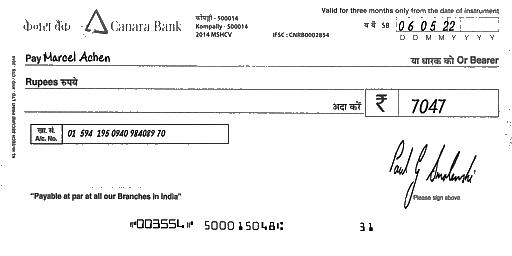 केनरा बैंक Canara Bank
कोंपल्ली - 500014
Kompally - 500014
2014 MSHCV
IFSC : CNRB0002854
Valid for three months only from the date of instrument
SB 06 05 22
D D M M Y Y Y Y
Pay Marcel Achen या धारक को Or Bearer
Rupees रुपये
अदा करें ₹ 7047
खा. सं.
A/c. No. 01 594 195 0940 984089 70
Paul G
Please sign above
"Payable at par at all our Branches in India"
⑈003554⑈ 500015048⑆ 31